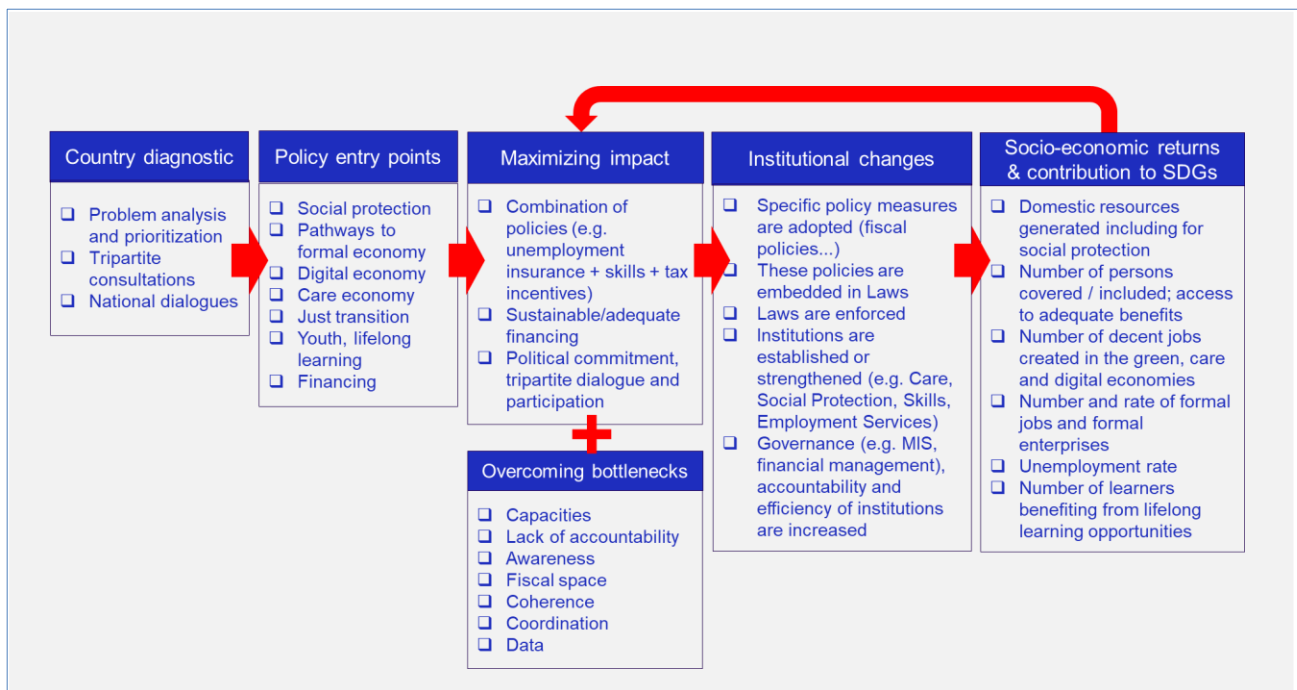 Country diagnostic
Problem analysis
and prioritization
Tripartite
consultations
National dialogues
Policy entry points
Social protection
Pathways to
formal economy
Digital economy
Care economy
Just transition
Youth, lifelong
learning
Financing
Maximizing impact
Combination of
policies (e.g.
unemployment
insurance + skills + tax
incentives)
Sustainable/adequate
financing
Political commitment,
tripartite dialogue and
participation
Overcoming bottlenecks
Capacities
Lack of accountability
Awareness
Fiscal space
Coherence
Coordination
Data
Institutional changes
Specific policy measures
are adopted (fiscal
policies...)
These policies are
embedded in Laws
Laws are enforced
Institutions are
established or
strengthened (e.g. Care,
Social Protection, Skills,
Employment Services)
Governance (e.g. MIS,
financial management),
accountability and
efficiency of institutions
are increased
Socio-economic returns
& contribution to SDGs
Domestic resources
generated including for
social protection
Number of persons
covered / included; access
to adequate benefits
Number of decent jobs
created in the green, care
and digital economies
Number and rate of formal
jobs and formal
enterprises
Unemployment rate
Number of learners
benefiting from lifelong
learning opportunities